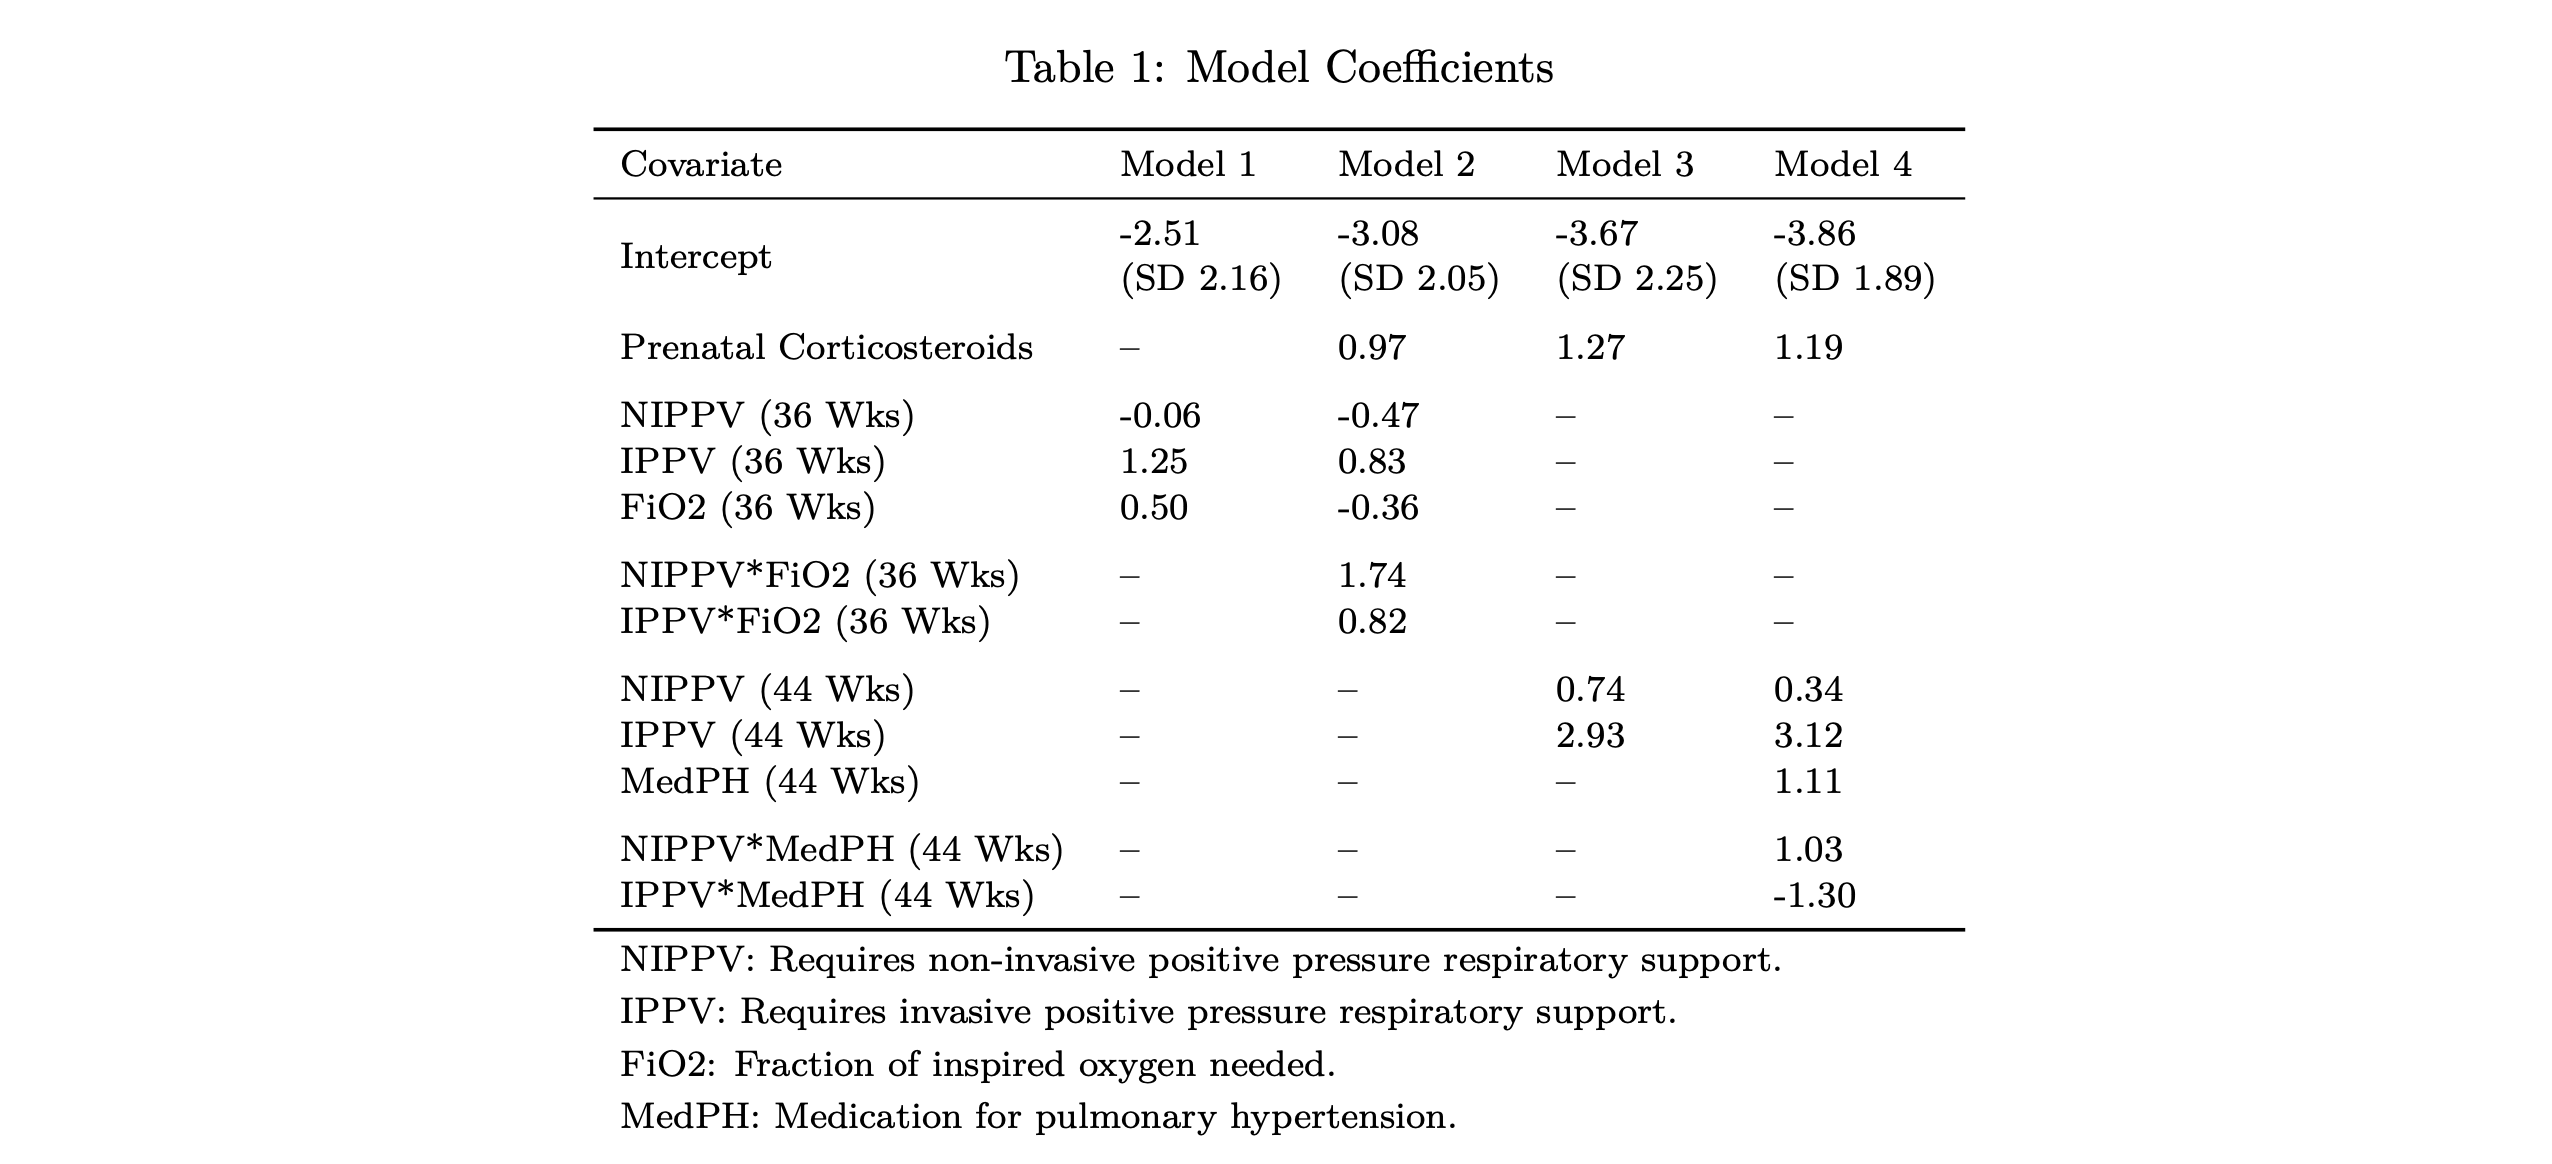 Table 1: Model Coefficients
Covariate Model 1 Model 2 Model 3 Model 4
Intercept -2.51 (SD 2.16) -3.08 (SD 2.05) -3.67 (SD 2.25) -3.86 (SD 1.89)
Prenatal Corticosteroids – 0.97 1.27 1.19
NIPPV (36 Wks) -0.06 -0.47 – –
IPPV (36 Wks) 1.25 0.83 – –
FiO2 (36 Wks) 0.50 -0.36 – –
NIPPV*FiO2 (36 Wks) – 1.74 – –
IPPV*FiO2 (36 Wks) – 0.82 – –
NIPPV (44 Wks) – – 0.74 0.34
IPPV (44 Wks) – – 2.93 3.12
MedPH (44 Wks) – – – 1.11
NIPPV*MedPH (44 Wks) – – – 1.03
IPPV*MedPH (44 Wks) – – – -1.30
NIPPV: Requires non-invasive positive pressure respiratory support.
IPPV: Requires invasive positive pressure respiratory support.
FiO2: Fraction of inspired oxygen needed.
MedPH: Medication for pulmonary hypertension.